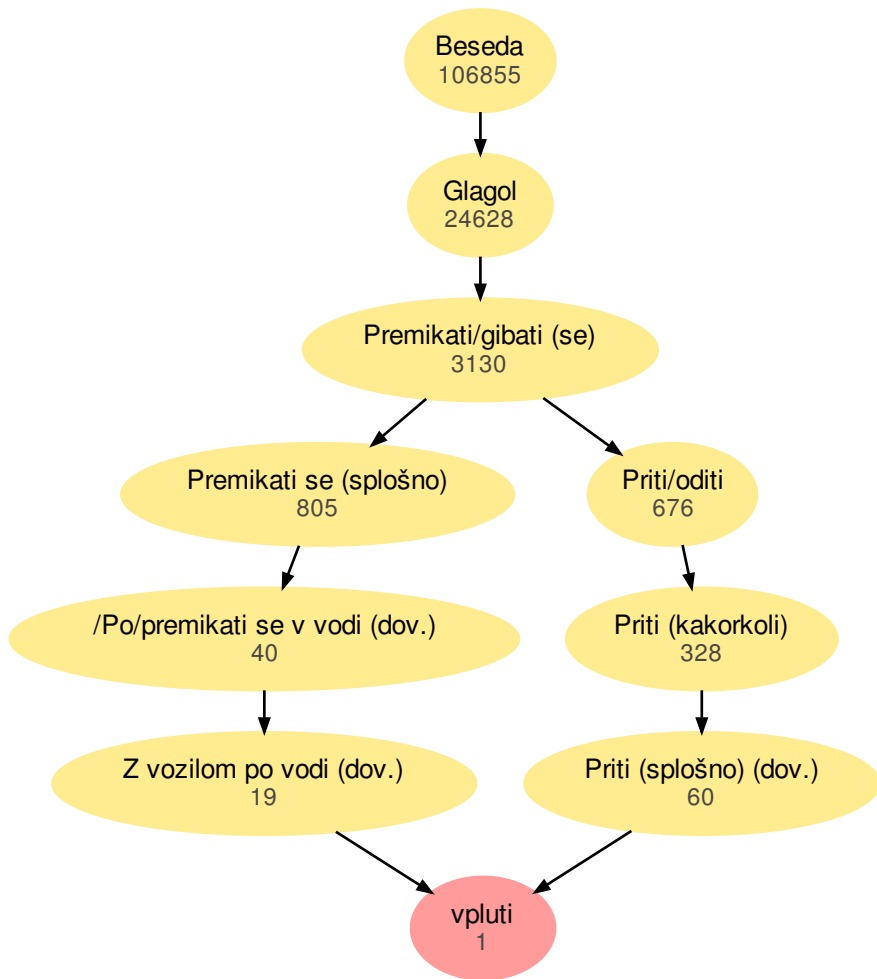 Beseda
106855
Glagol
24628
Premikati/gibati (se)
3130
Premikati se (splošno)
805
Priti/oditi
676
/Po/premikati se v vodi (dov.)
40
Priti (kakorkoli)
328
Z vozilom po vodi (dov.)
19
Priti (splošno) (dov.)
60
vpluti
1